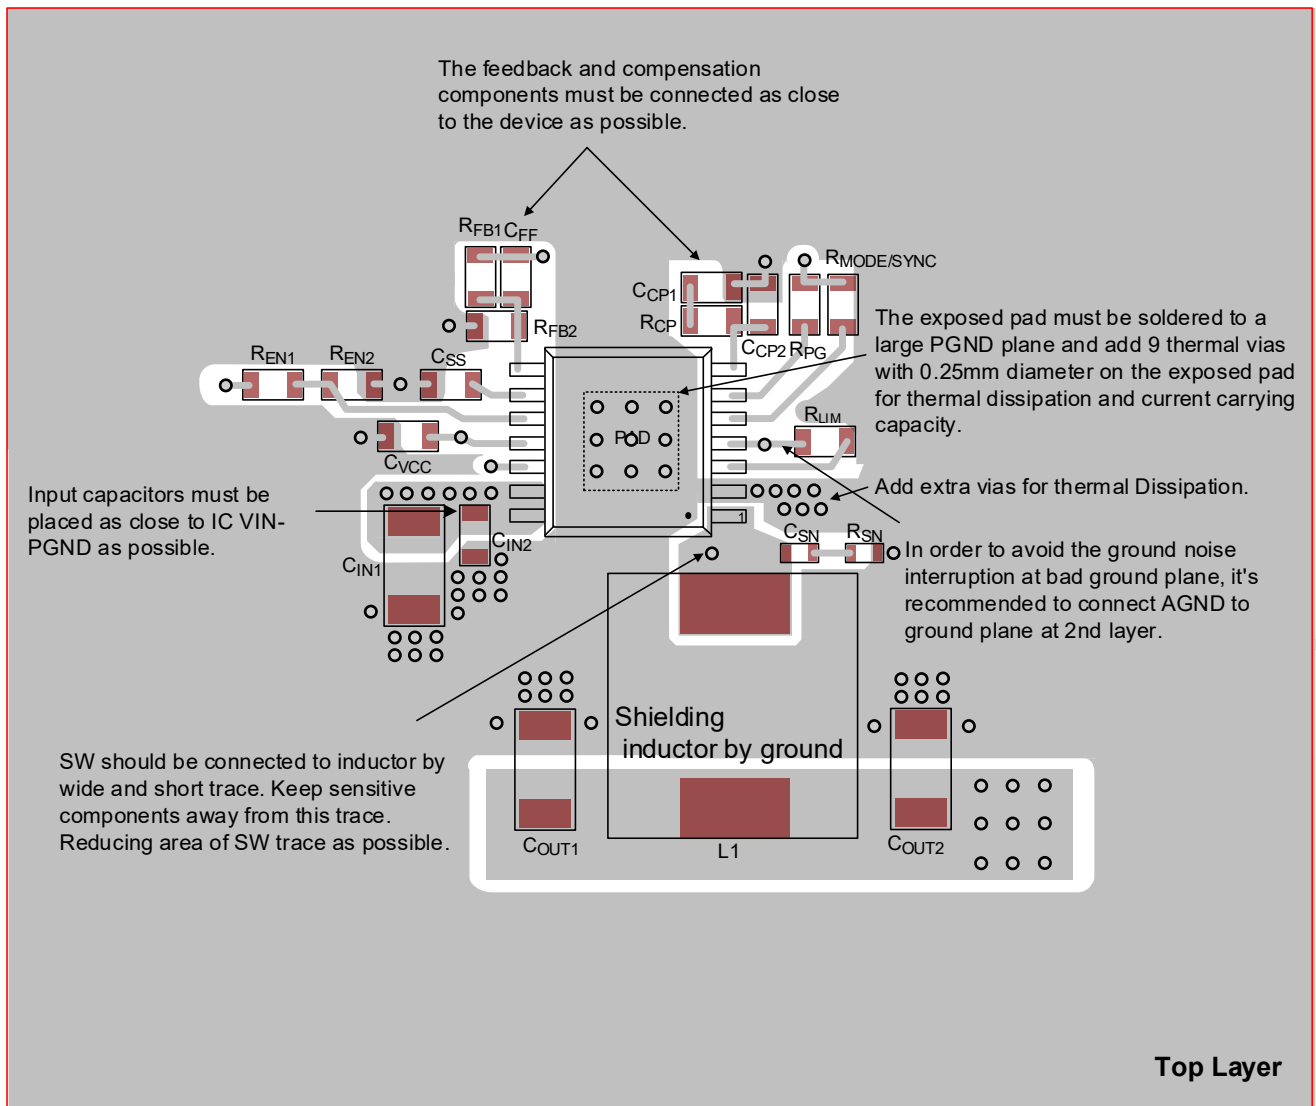 The feedback and compensation
components must be connected as close
to the device as possible.
RFB1 CFF
RMODE/SYNC
CCP1
RCP
RFB2
CCP2 RPG
The exposed pad must be soldered to a
large PGND plane and add 9 thermal vias
with 0.25mm diameter on the exposed pad
for thermal dissipation and current carrying
capacity.
REN1 REN2 CSS
RLIM
PAD
CVCC
Input capacitors must be
placed as close to IC VIN-
PGND as possible.
Add extra vias for thermal Dissipation.
1
CIN1
CIN2
CSN RSN
In order to avoid the ground noise
interruption at bad ground plane, it's
recommended to connect AGND to
ground plane at 2nd layer.
Shielding
inductor by ground
SW should be connected to inductor by
wide and short trace. Keep sensitive
components away from this trace.
Reducing area of SW trace as possible.
COUT1
L1
COUT2
Top Layer